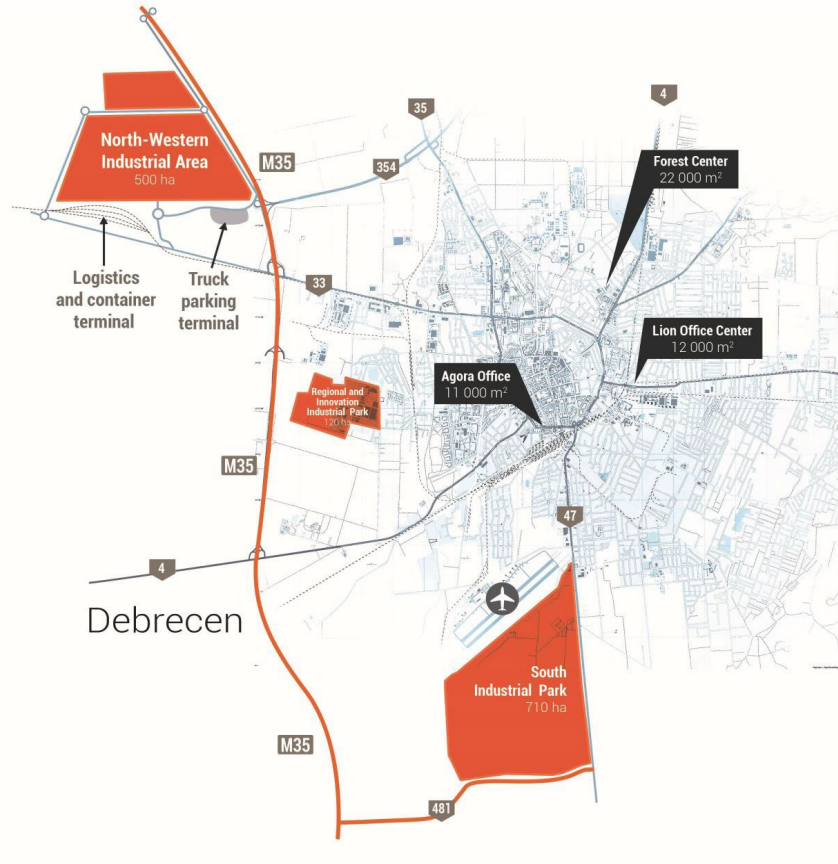 35
4
North-Western
Industrial Area
500 ha
M35
354
Forest Center
22 000 m²
Logistics
and container
terminal
Truck
parking
terminal
33
Lion Office Center
12 000 m²
Agora Office
11 000 m²
Regional and
Innovation
Industrial Park
120 ha
M35
47
4
Debrecen
South
Industrial Park
710 ha
M35
481